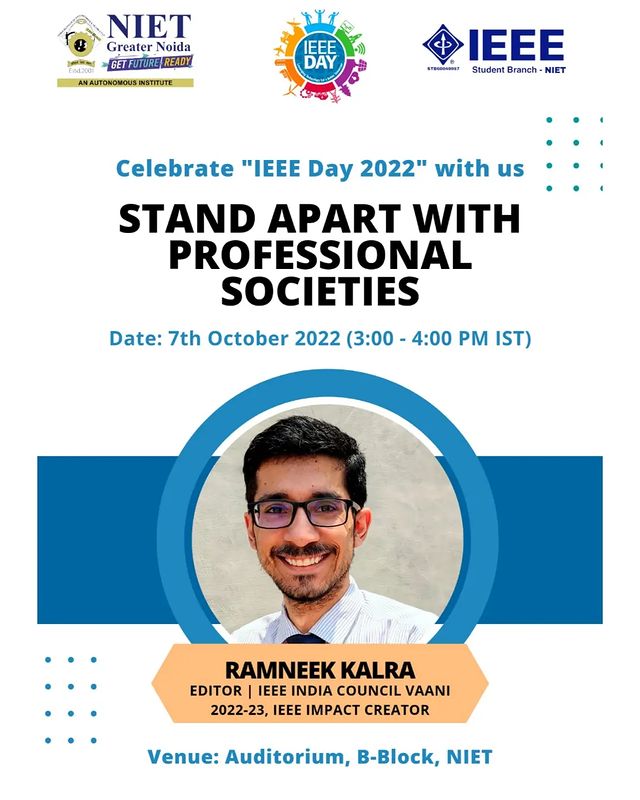 NIET
Greater Noida
GET FUTURE READY
Estd.2001
AN AUTONOMOUS INSTITUTE
IEEE
DAY
IEEE
Student Branch - NIET
Celebrate "IEEE Day 2022" with us
STAND APART WITH
PROFESSIONAL
SOCIETIES
Date: 7th October 2022 (3:00 - 4:00 PM IST)
RAMNEEK KALRA
EDITOR | IEEE INDIA COUNCIL VAANI
2022-23, IEEE IMPACT CREATOR
Venue: Auditorium, B-Block, NIET